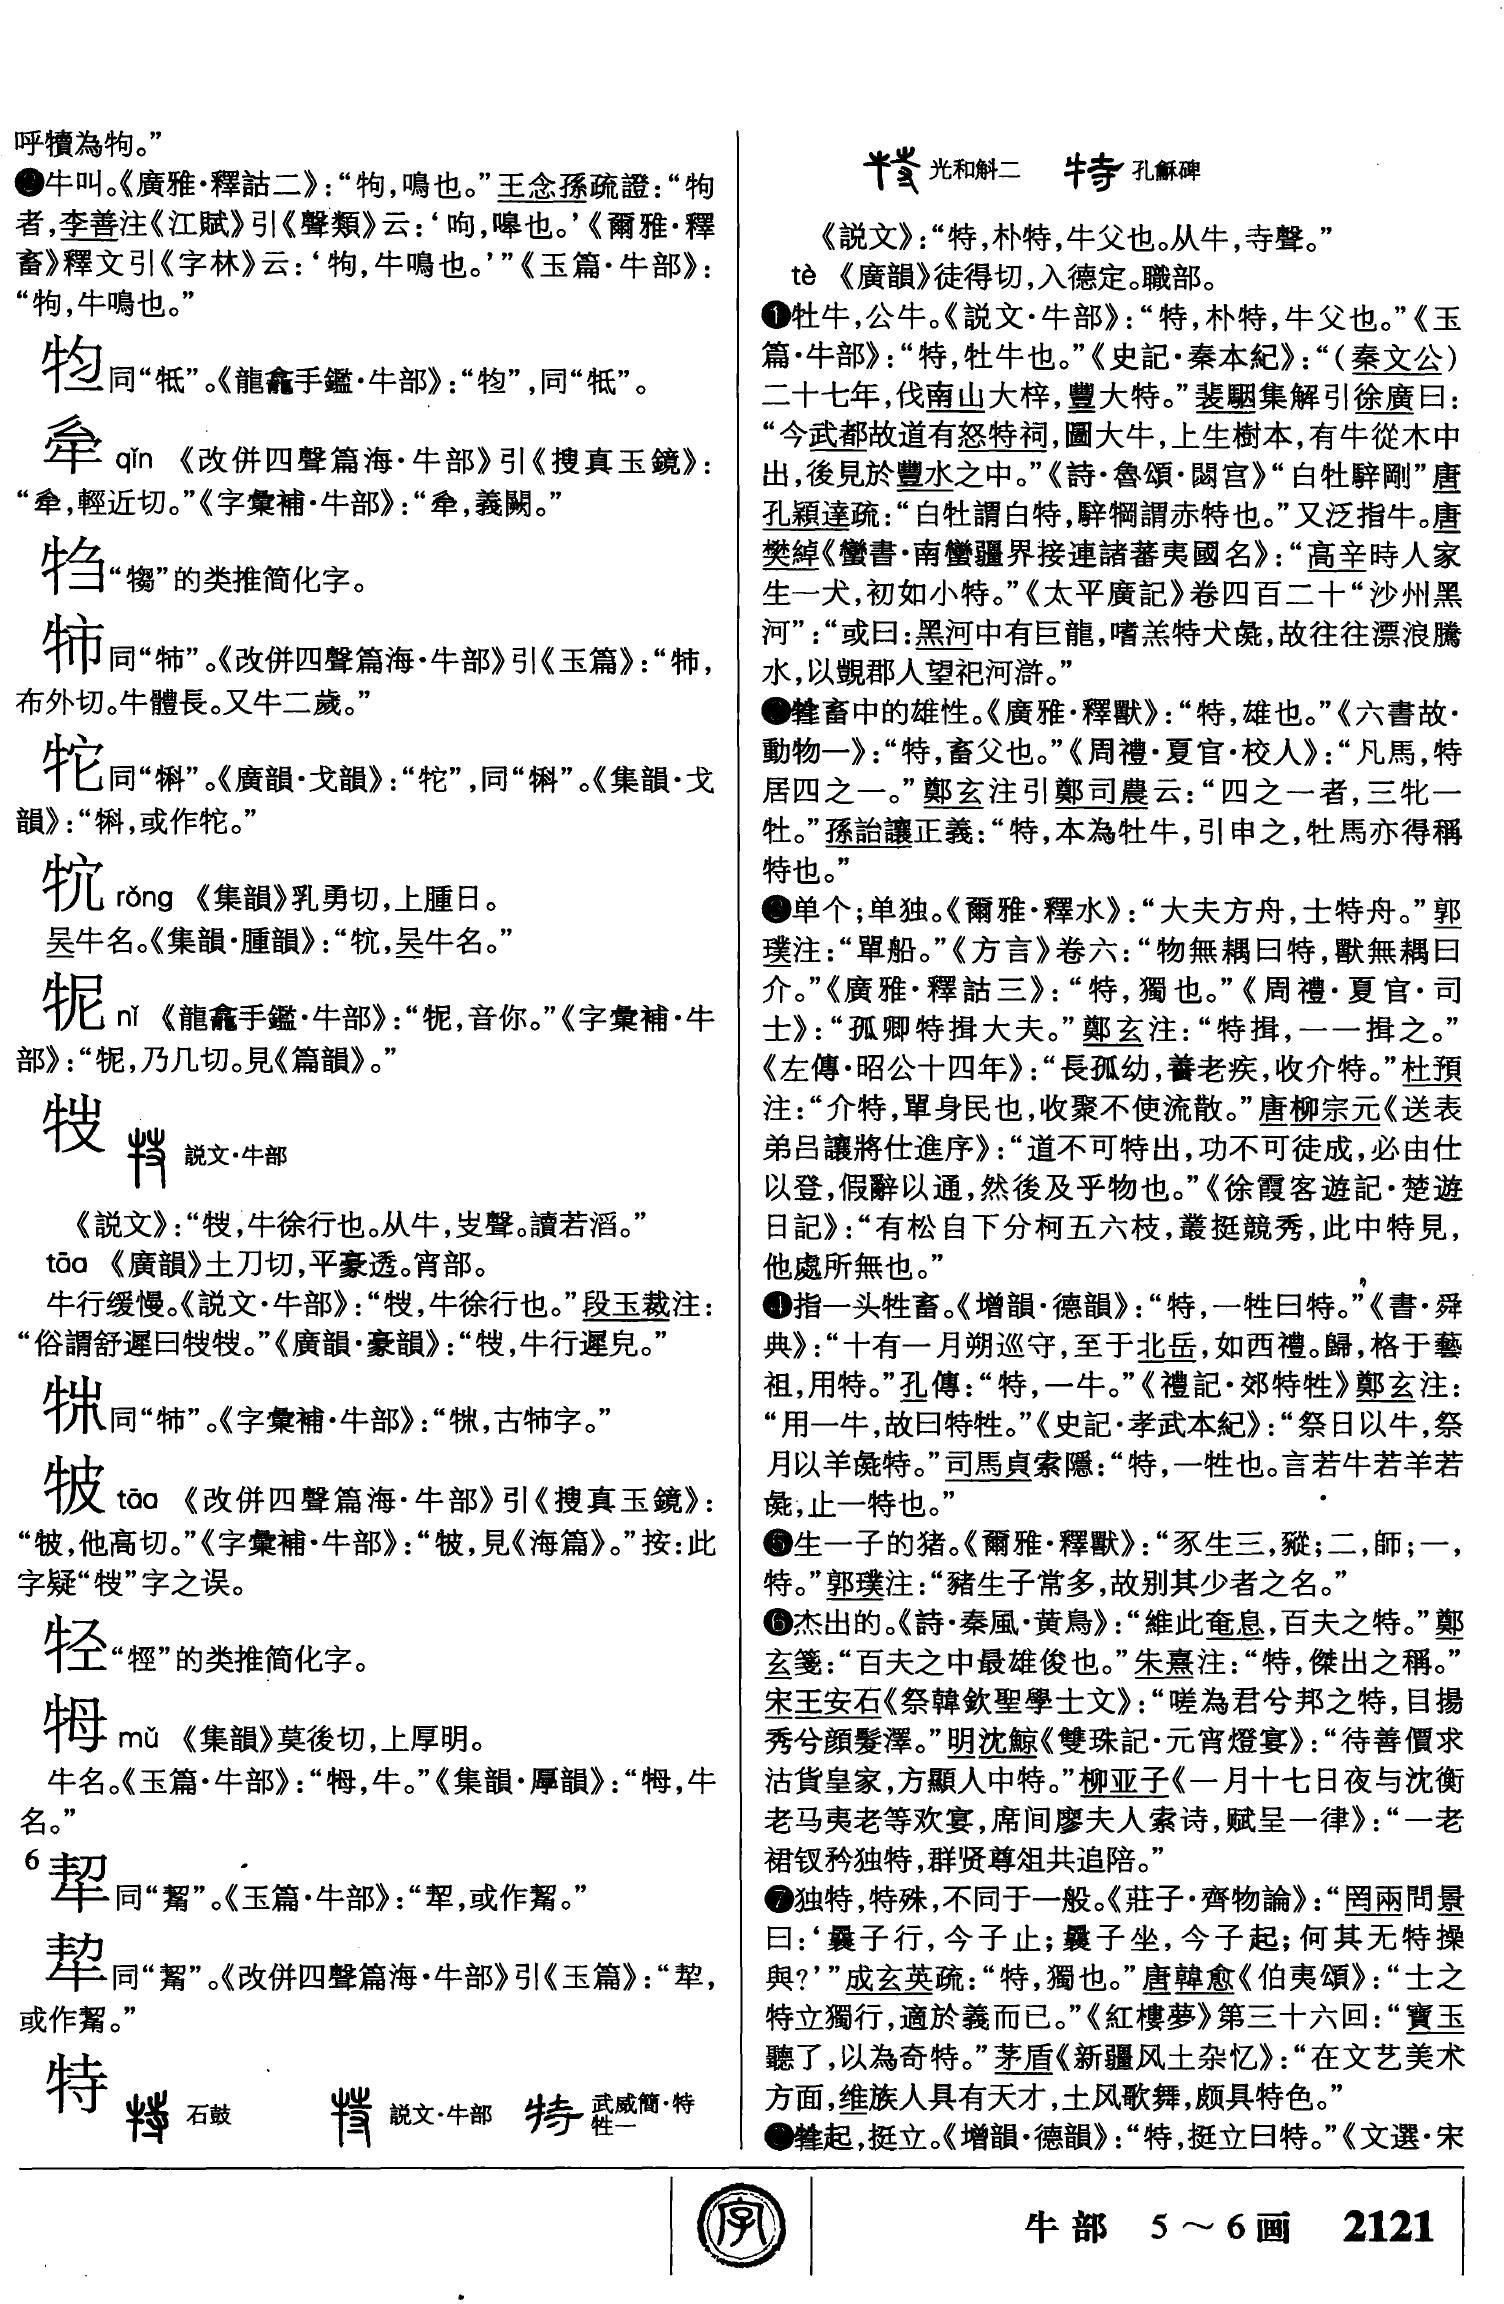 呼犢為㸸。”
❷牛叫。《廣雅·釋詁二》：“㸸，鳴也。”王念孫疏證：“㸸
者，李善注《江賦》引《聲類》云：‘呴，嘷也。’《爾雅·釋
畜》釋文引《字林》云：‘㸸，牛鳴也。’”《玉篇·牛部》：
“㸸，牛鳴也。”
同“牴”。《龍龕手鑑·牛部》：同“牴”。
qǐn 《改併四聲篇海·牛部》引《搜真玉鏡》：
輕近切。”《字彙補·牛部》：義闕。”
“犓”的类推简化字。
同“㸬”。《改併四聲篇海·牛部》引《玉篇》：
布外切。牛體長。又牛二歲。”
牠同“㸰”。《廣韻·戈韻》：“牠”，同“㸰”。《集韻·戈
韻》：或作牠。”
rǒng 《集韻》乳勇切，上腫日。
吴牛名。《集韻·腫韻》：吴牛名。”
nǐ 《龍龕手鑑·牛部》：音你。”《字彙補·牛
部》：乃几切。見《篇韻》。”
説文·牛部
《説文》：牛徐行也。从牛，𠬢聲。讀若滔。”
tāo 《廣韻》土刀切，平豪透。宵部。
牛行缓慢。《説文·牛部》：牛徐行也。”段玉裁注：
“俗謂舒遲曰《廣韻·豪韻》：牛行遲皃。”
同“㸬”。《字彙補·牛部》：古㸬字。”
tāo 《改併四聲篇海·牛部》引《搜真玉鏡》：
他高切。”《字彙補·牛部》：見《海篇》。”按：此
字疑字之误。
“牼”的类推简化字。
㸺 mǔ 《集韻》莫後切，上厚明。
牛名。《玉篇·牛部》：“㸺，牛。”《集韻·厚韻》：“㸺，牛
名。”
6
㸷同《玉篇·牛部》：或作
同《改併四聲篇海·牛部》引《玉篇》：
或作
特 石鼓 説文·牛部 武威簡·特
牲一
光和斛二 孔龢碑
《説文》：“特，朴特，牛父也。从牛，寺聲。”
tè 《廣韻》徒得切，入德定。職部。
❶牡牛，公牛。《説文·牛部》：“特，朴特，牛父也。”《玉
篇·牛部》：“特，牡牛也。”《史記·秦本紀》：“（秦文公）
二十七年，伐南山大梓，豐大特。”裴駰集解引徐廣曰：
“今武都故道有怒特祠，圖大牛，上生樹本，有牛從木中
出，後見於豐水之中。”《詩·魯頌·閟宫》“白牡騂剛”唐
孔穎達疏：“白牡謂白特，騂犅謂赤特也。”又泛指牛。唐
樊綽《蠻書·南蠻疆界接連諸蕃夷國名》：“高辛時人家
生一犬，初如小特。”《太平廣記》卷四百二十“沙州黑
河”：“或曰：黑河中有巨龍，嗜羔特犬彘，故往往漂浪騰
水，以覬郡人望祀河滸。”
❷牲畜中的雄性。《廣雅·釋獸》：“特，雄也。”《六書故·
動物一》：“特，畜父也。”《周禮·夏官·校人》：“凡馬，特
居四之一。”鄭玄注引鄭司農云：“四之一者，三牝一
牡。”孫詒讓正義：“特，本為牡牛，引申之，牡馬亦得稱
特也。”
❸单个；单独。《爾雅·釋水》：“大夫方舟，士特舟。”郭
璞注：“單船。”《方言》卷六：“物無耦曰特，獸無耦曰
介。”《廣雅·釋詁三》：“特，獨也。”《周禮·夏官·司
士》：“孤卿特揖大夫。”鄭玄注：“特揖，一一揖之。”
《左傳·昭公十四年》：“長孤幼，養老疾，收介特。”杜預
注：“介特，單身民也，收聚不使流散。”唐柳宗元《送表
弟吕讓將仕進序》：“道不可特出，功不可徒成，必由仕
以登，假辭以通，然後及乎物也。”《徐霞客遊記·楚遊
日記》：“有松自下分柯五六枝，叢挺競秀，此中特見，
他處所無也。”
❹指一头牲畜。《增韻·德韻》：“特，一牲曰特。”《書·舜
典》：“十有一月朔巡守，至于北岳，如西禮。歸，格于藝
祖，用特。”孔傳：“特，一牛。”《禮記·郊特牲》鄭玄注：
“用一牛，故曰特牲。”《史記·孝武本紀》：“祭日以牛，祭
月以羊彘特。”司馬貞索隱：“特，一牲也。言若牛若羊若
彘，止一特也。”
❺生一子的猪。《爾雅·釋獸》：“豕生三，豵；二，師；一，
特。”郭璞注：“豬生子常多，故别其少者之名。”
❻杰出的。《詩·秦風·黄鳥》：“維此奄息，百夫之特。”鄭
玄箋：“百夫之中最雄俊也。”朱熹注：“特，傑出之稱。”
宋王安石《祭韓欽聖學士文》：“嗟為君兮邦之特，目揚
秀兮顔髮澤。”明沈鯨《雙珠記·元宵燈宴》：“待善價求
沽貨皇家，方顯人中特。”柳亚子《一月十七日夜与沈衡
老马夷老等欢宴，席间廖夫人索诗，赋呈一律》：“一老
裙钗矜独特，群贤尊俎共追陪。”
❼独特，特殊，不同于一般。《莊子·齊物論》：“罔兩問景
曰：‘曩子行，今子止；曩子坐，今子起；何其无特操
與？’”成玄英疏：“特，獨也。”唐韓愈《伯夷頌》：“士之
特立獨行，適於義而已。”《紅樓夢》第三十六回：“寶玉
聽了，以為奇特。”茅盾《新疆风土杂忆》：“在文艺美术
方面，维族人具有天才，土风歌舞，颇具特色。”
❽耸起，挺立。《增韻·德韻》：“特，挺立曰特。”《文選·宋
字
牛部 5～6画 2121